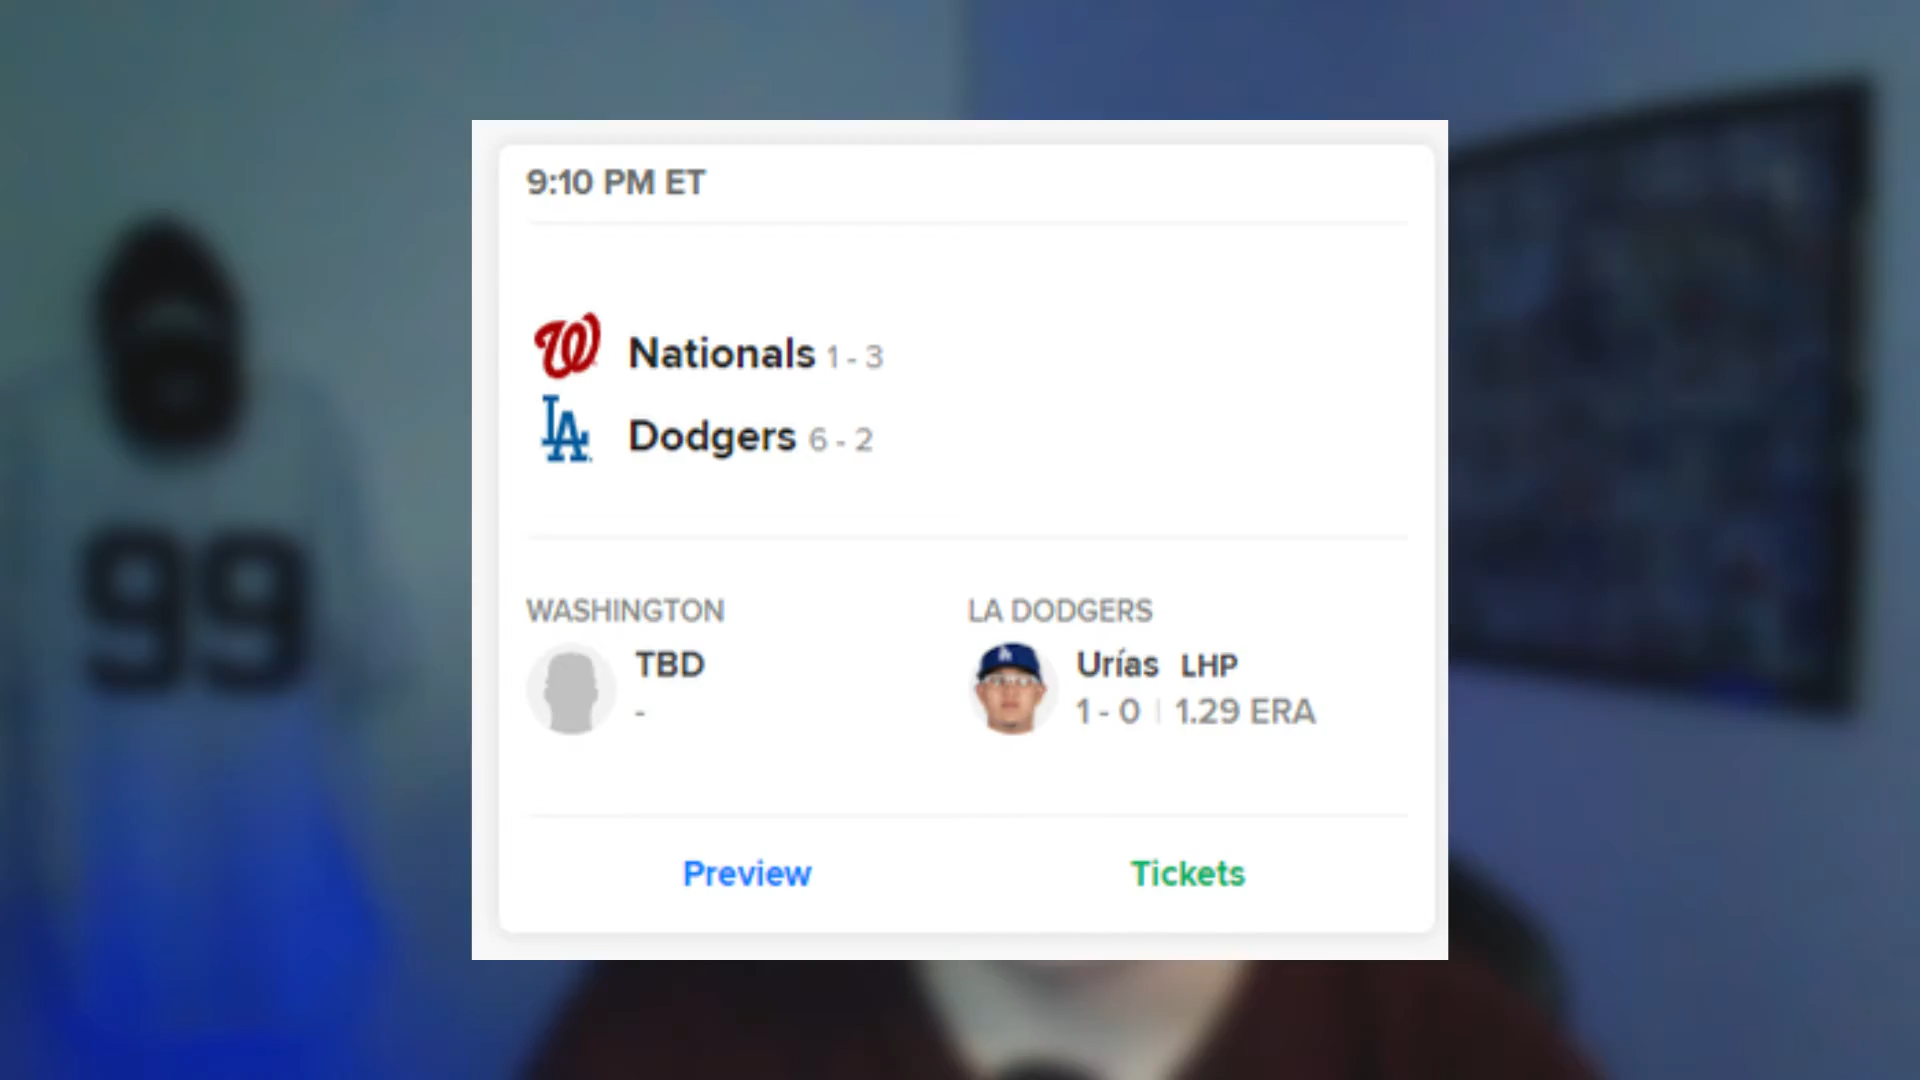 9:10 PM ET
Nationals 1 - 3
Dodgers 6 - 2
WASHINGTON
TBD
-
LA DODGERS
Urías LHP
1 - 0 | 1.29 ERA
Preview
Tickets
99